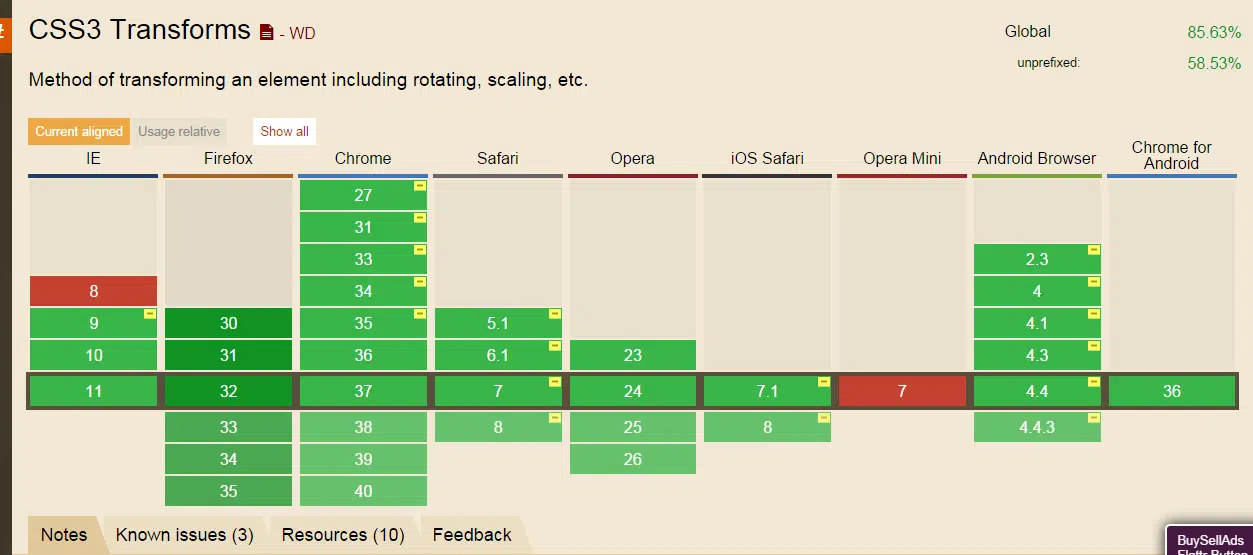 CSS3 Transforms - WD
Global 85.63%
unprefixed: 58.53%
Method of transforming an element including rotating, scaling, etc.
Current aligned Usage relative Show all
IE Firefox Chrome Safari Opera iOS Safari Opera Mini Android Browser Chrome for Android
27
31
33 2.3
8 34 4
9 30 35 5.1 4.1
10 31 36 6.1 23 4.3
11 32 37 7 24 7.1 7 4.4 36
33 38 8 25 8 4.4.3
34 39 26
35 40
Notes Known issues (3) Resources (10) Feedback
BuySellAds
Flattr Button